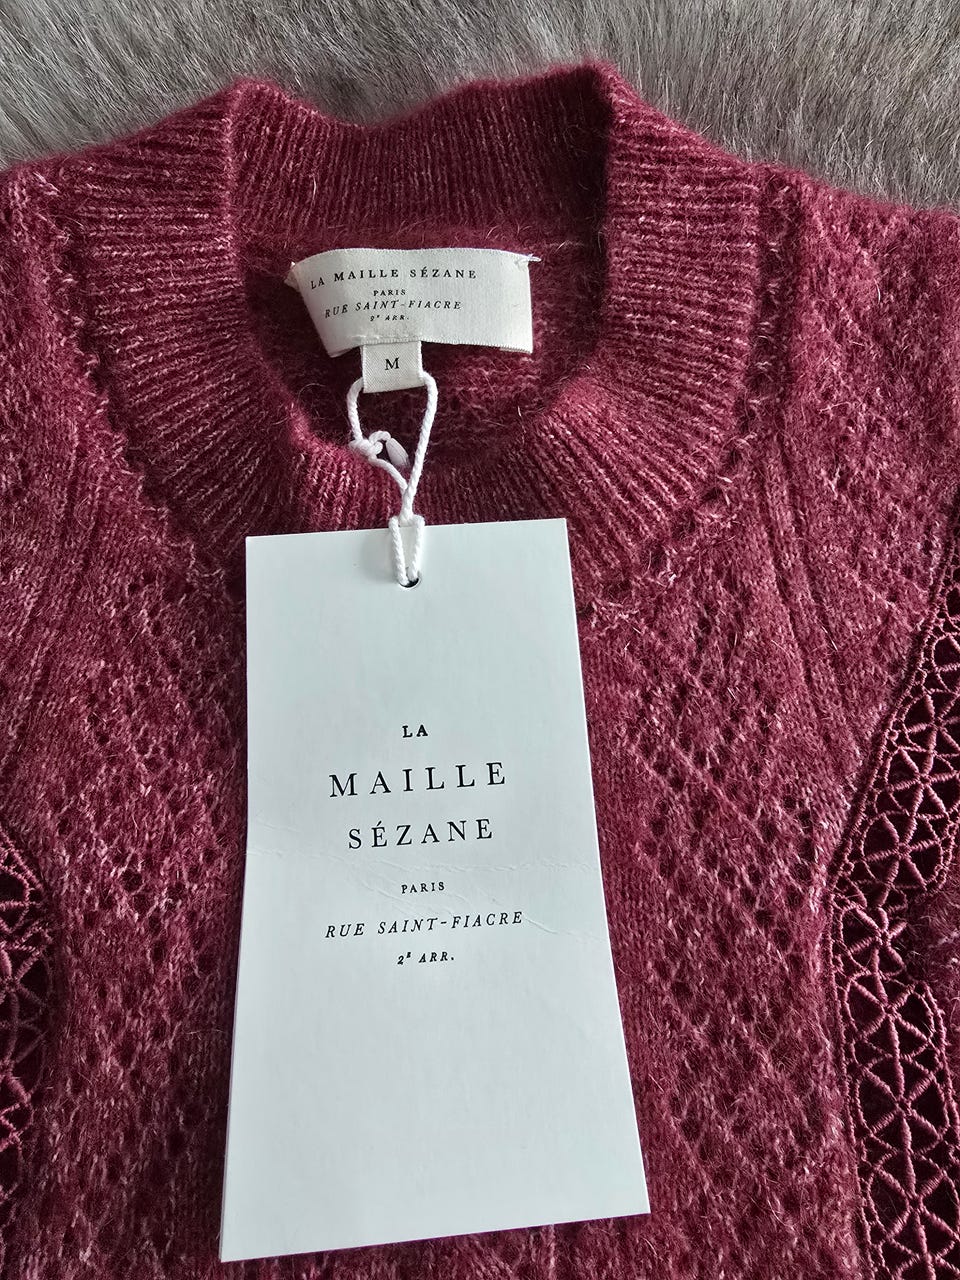 LA MAILLE SÉZANE
PARIS
RUE SAINT-FIACRE
2E ARR.
M
LA
MAILLE
SÉZANE
PARIS
RUE SAINT-FIACRE
2E ARR.